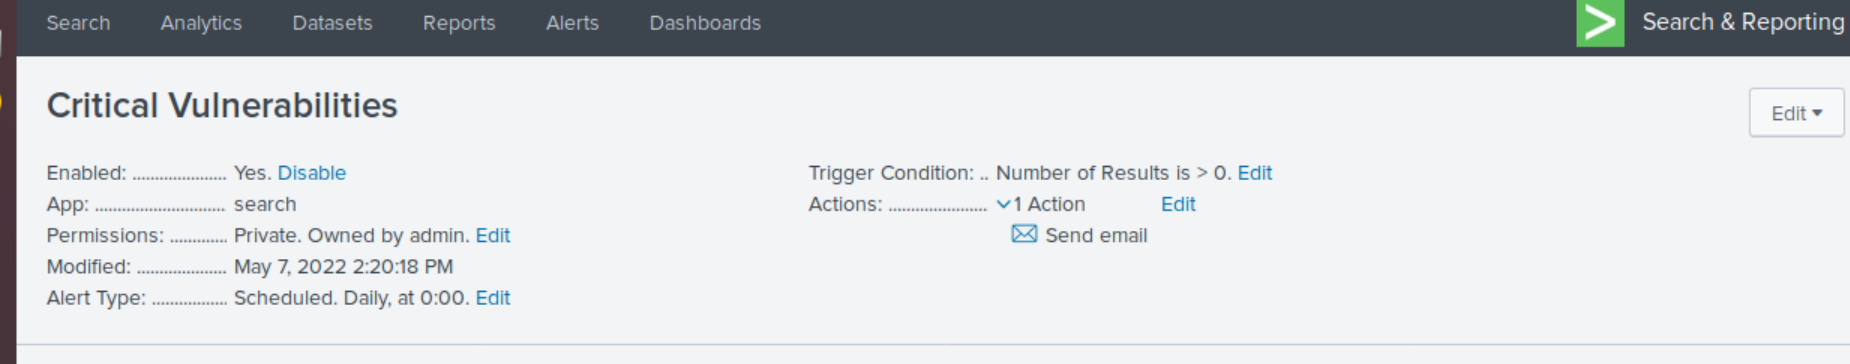 Search Analytics Datasets Reports Alerts Dashboards Search & Reporting
Critical Vulnerabilities
Edit
Enabled: ..................... Yes. Disable
App: ............................. search
Permissions: ............. Private. Owned by admin. Edit
Modified: .................... May 7, 2022 2:20:18 PM
Alert Type: ................. Scheduled. Daily, at 0:00. Edit
Trigger Condition: .. Number of Results is > 0. Edit
Actions: ...................... 1 Action Edit
Send email